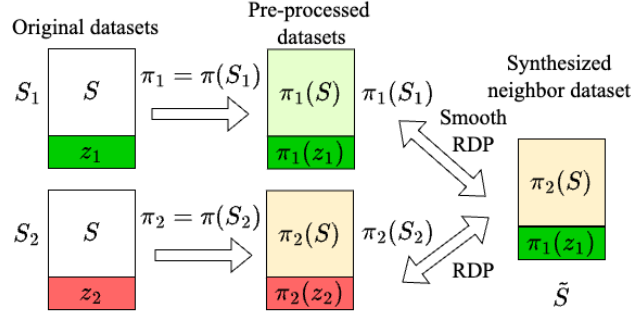 Original datasets
Pre-processed
datasets
Synthesized
neighbor dataset
S₁
S
z₁
π₁ = π(S₁)
π₁(S)
π₁(z₁)
π₁(S₁)
Smooth
RDP
S₂
S
z₂
π₂ = π(S₂)
π₂(S)
π₂(z₂)
π₂(S₂)
RDP
π₂(S)
π₁(z₁)
S̃